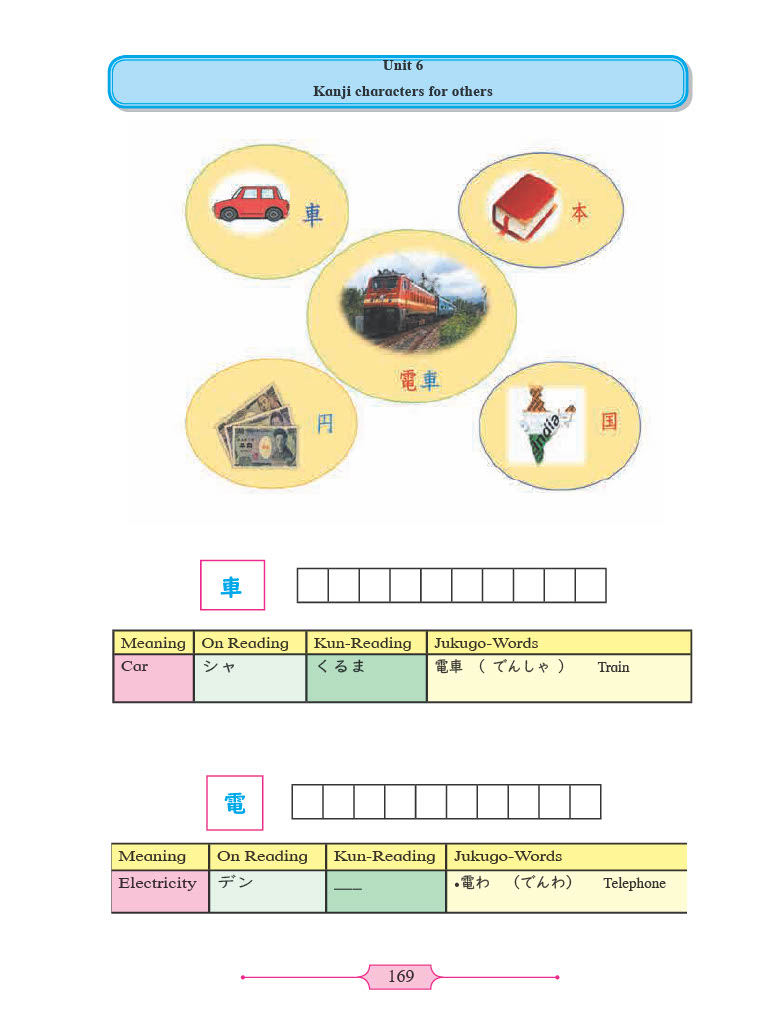 Unit 6
Kanji characters for others
車
本
電車
円
India
国
車
Meaning On Reading Kun-Reading Jukugo-Words
Car シャ くるま 電車 ( でんしゃ ) Train
電
Meaning On Reading Kun-Reading Jukugo-Words
Electricity デン ___ •電わ (でんわ) Telephone
169